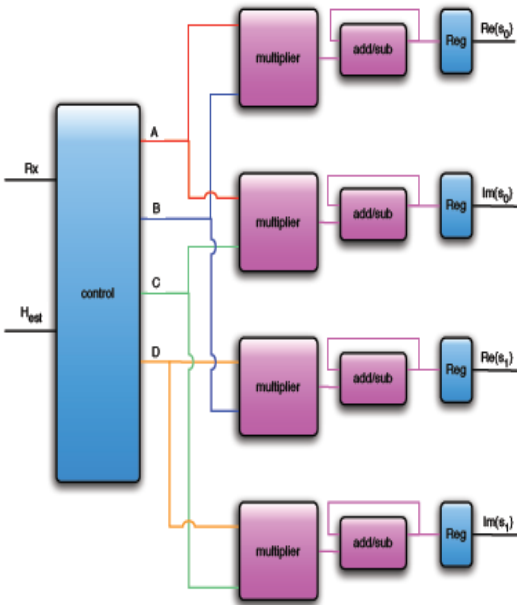 multiplier
add/sub
Reg
Re(s0)
A
Rx
multiplier
add/sub
Reg
Im(s0)
B
C
control
Hest
D
multiplier
add/sub
Reg
Re(s1)
multiplier
add/sub
Reg
Im(s1)